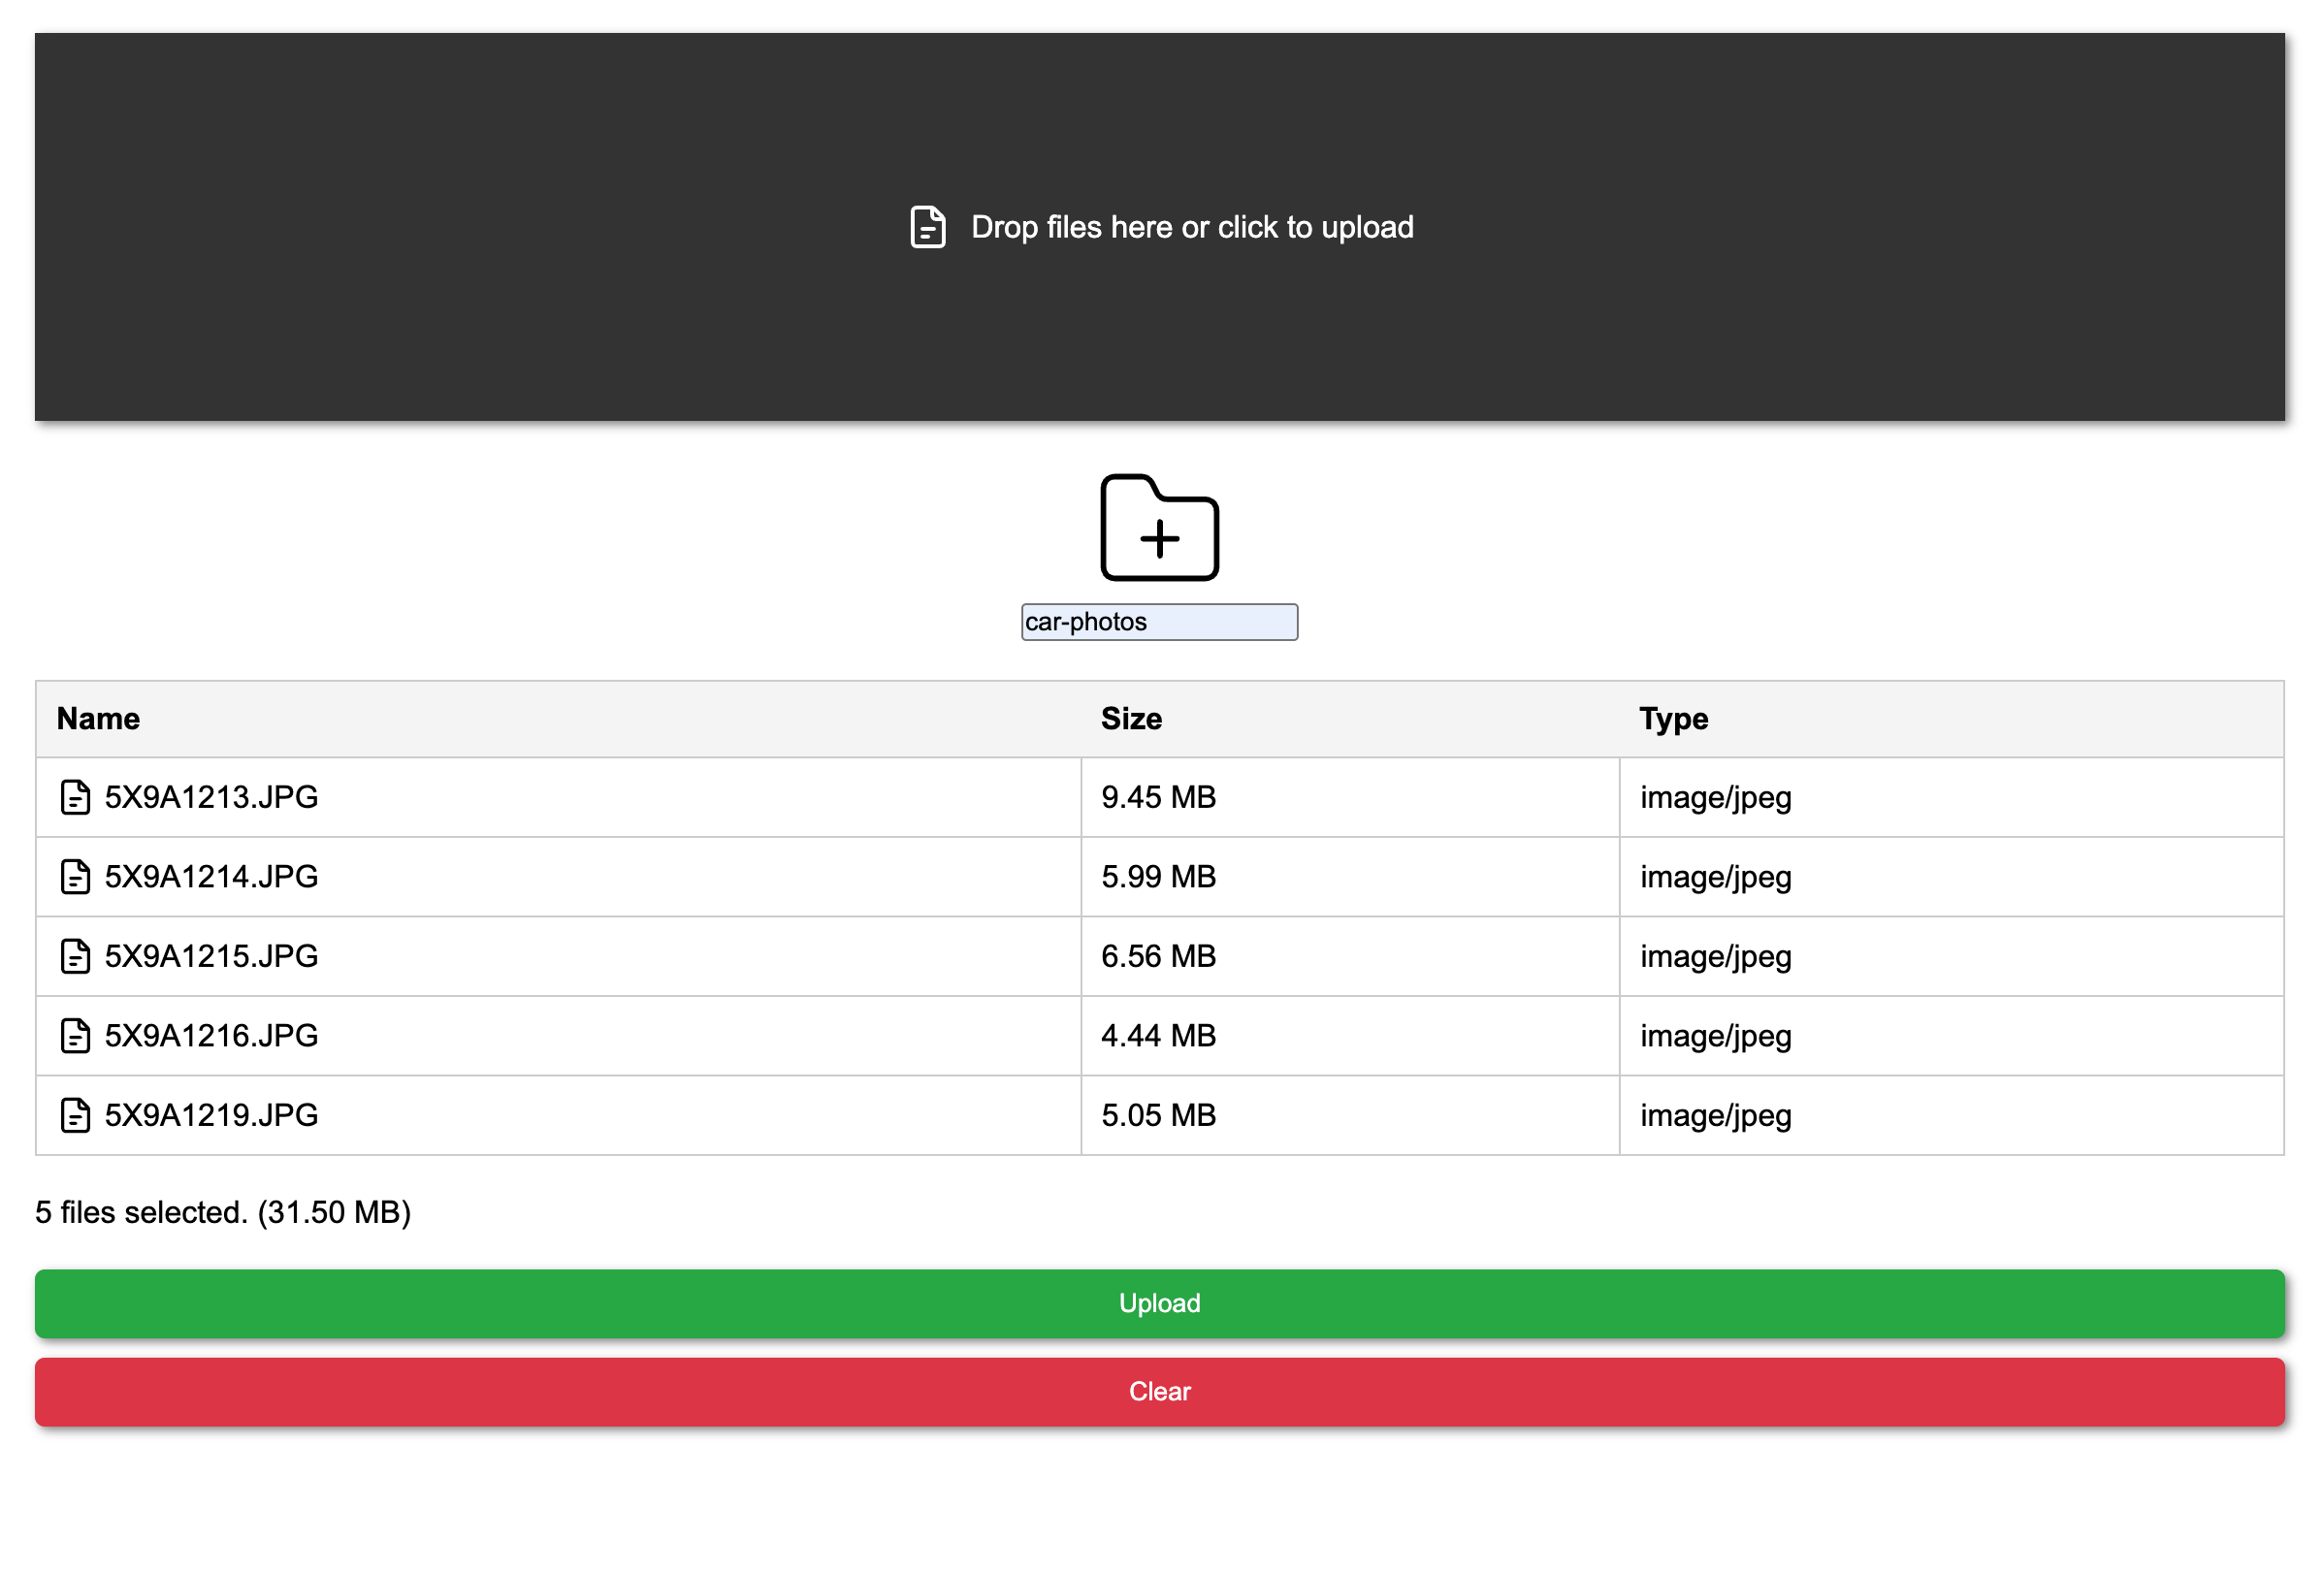 Drop files here or click to upload
car-photos
Name Size Type
5X9A1213.JPG 9.45 MB image/jpeg
5X9A1214.JPG 5.99 MB image/jpeg
5X9A1215.JPG 6.56 MB image/jpeg
5X9A1216.JPG 4.44 MB image/jpeg
5X9A1219.JPG 5.05 MB image/jpeg
5 files selected. (31.50 MB)
Upload
Clear